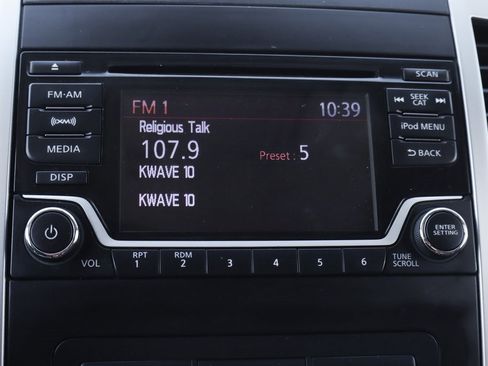 SCAN
FM·AM
((XM))
MEDIA
DISP
FM 1 10:39
Religious Talk
107.9 Preset : 5
KWAVE 10
KWAVE 10
SEEK
CAT
iPod MENU
BACK
VOL
RPT
1
RDM
2
3
4
5
6
TUNE
SCROLL
ENTER
SETTING